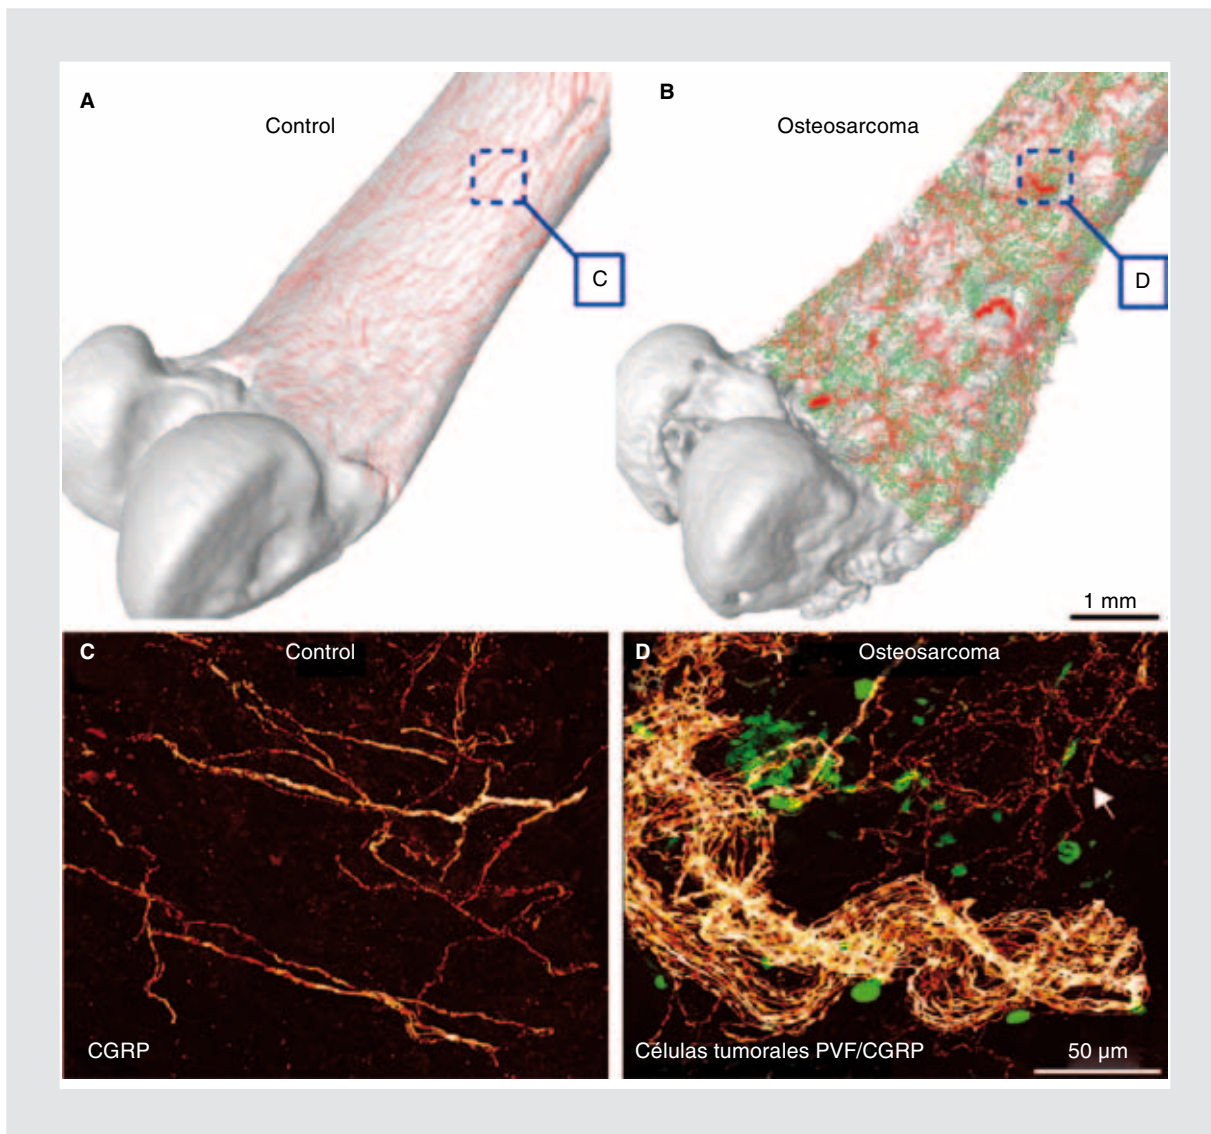 A
Control
B
Osteosarcoma
C
D
1 mm
C
Control
D
Osteosarcoma
CGRP
Células tumorales PVF/CGRP
50 µm